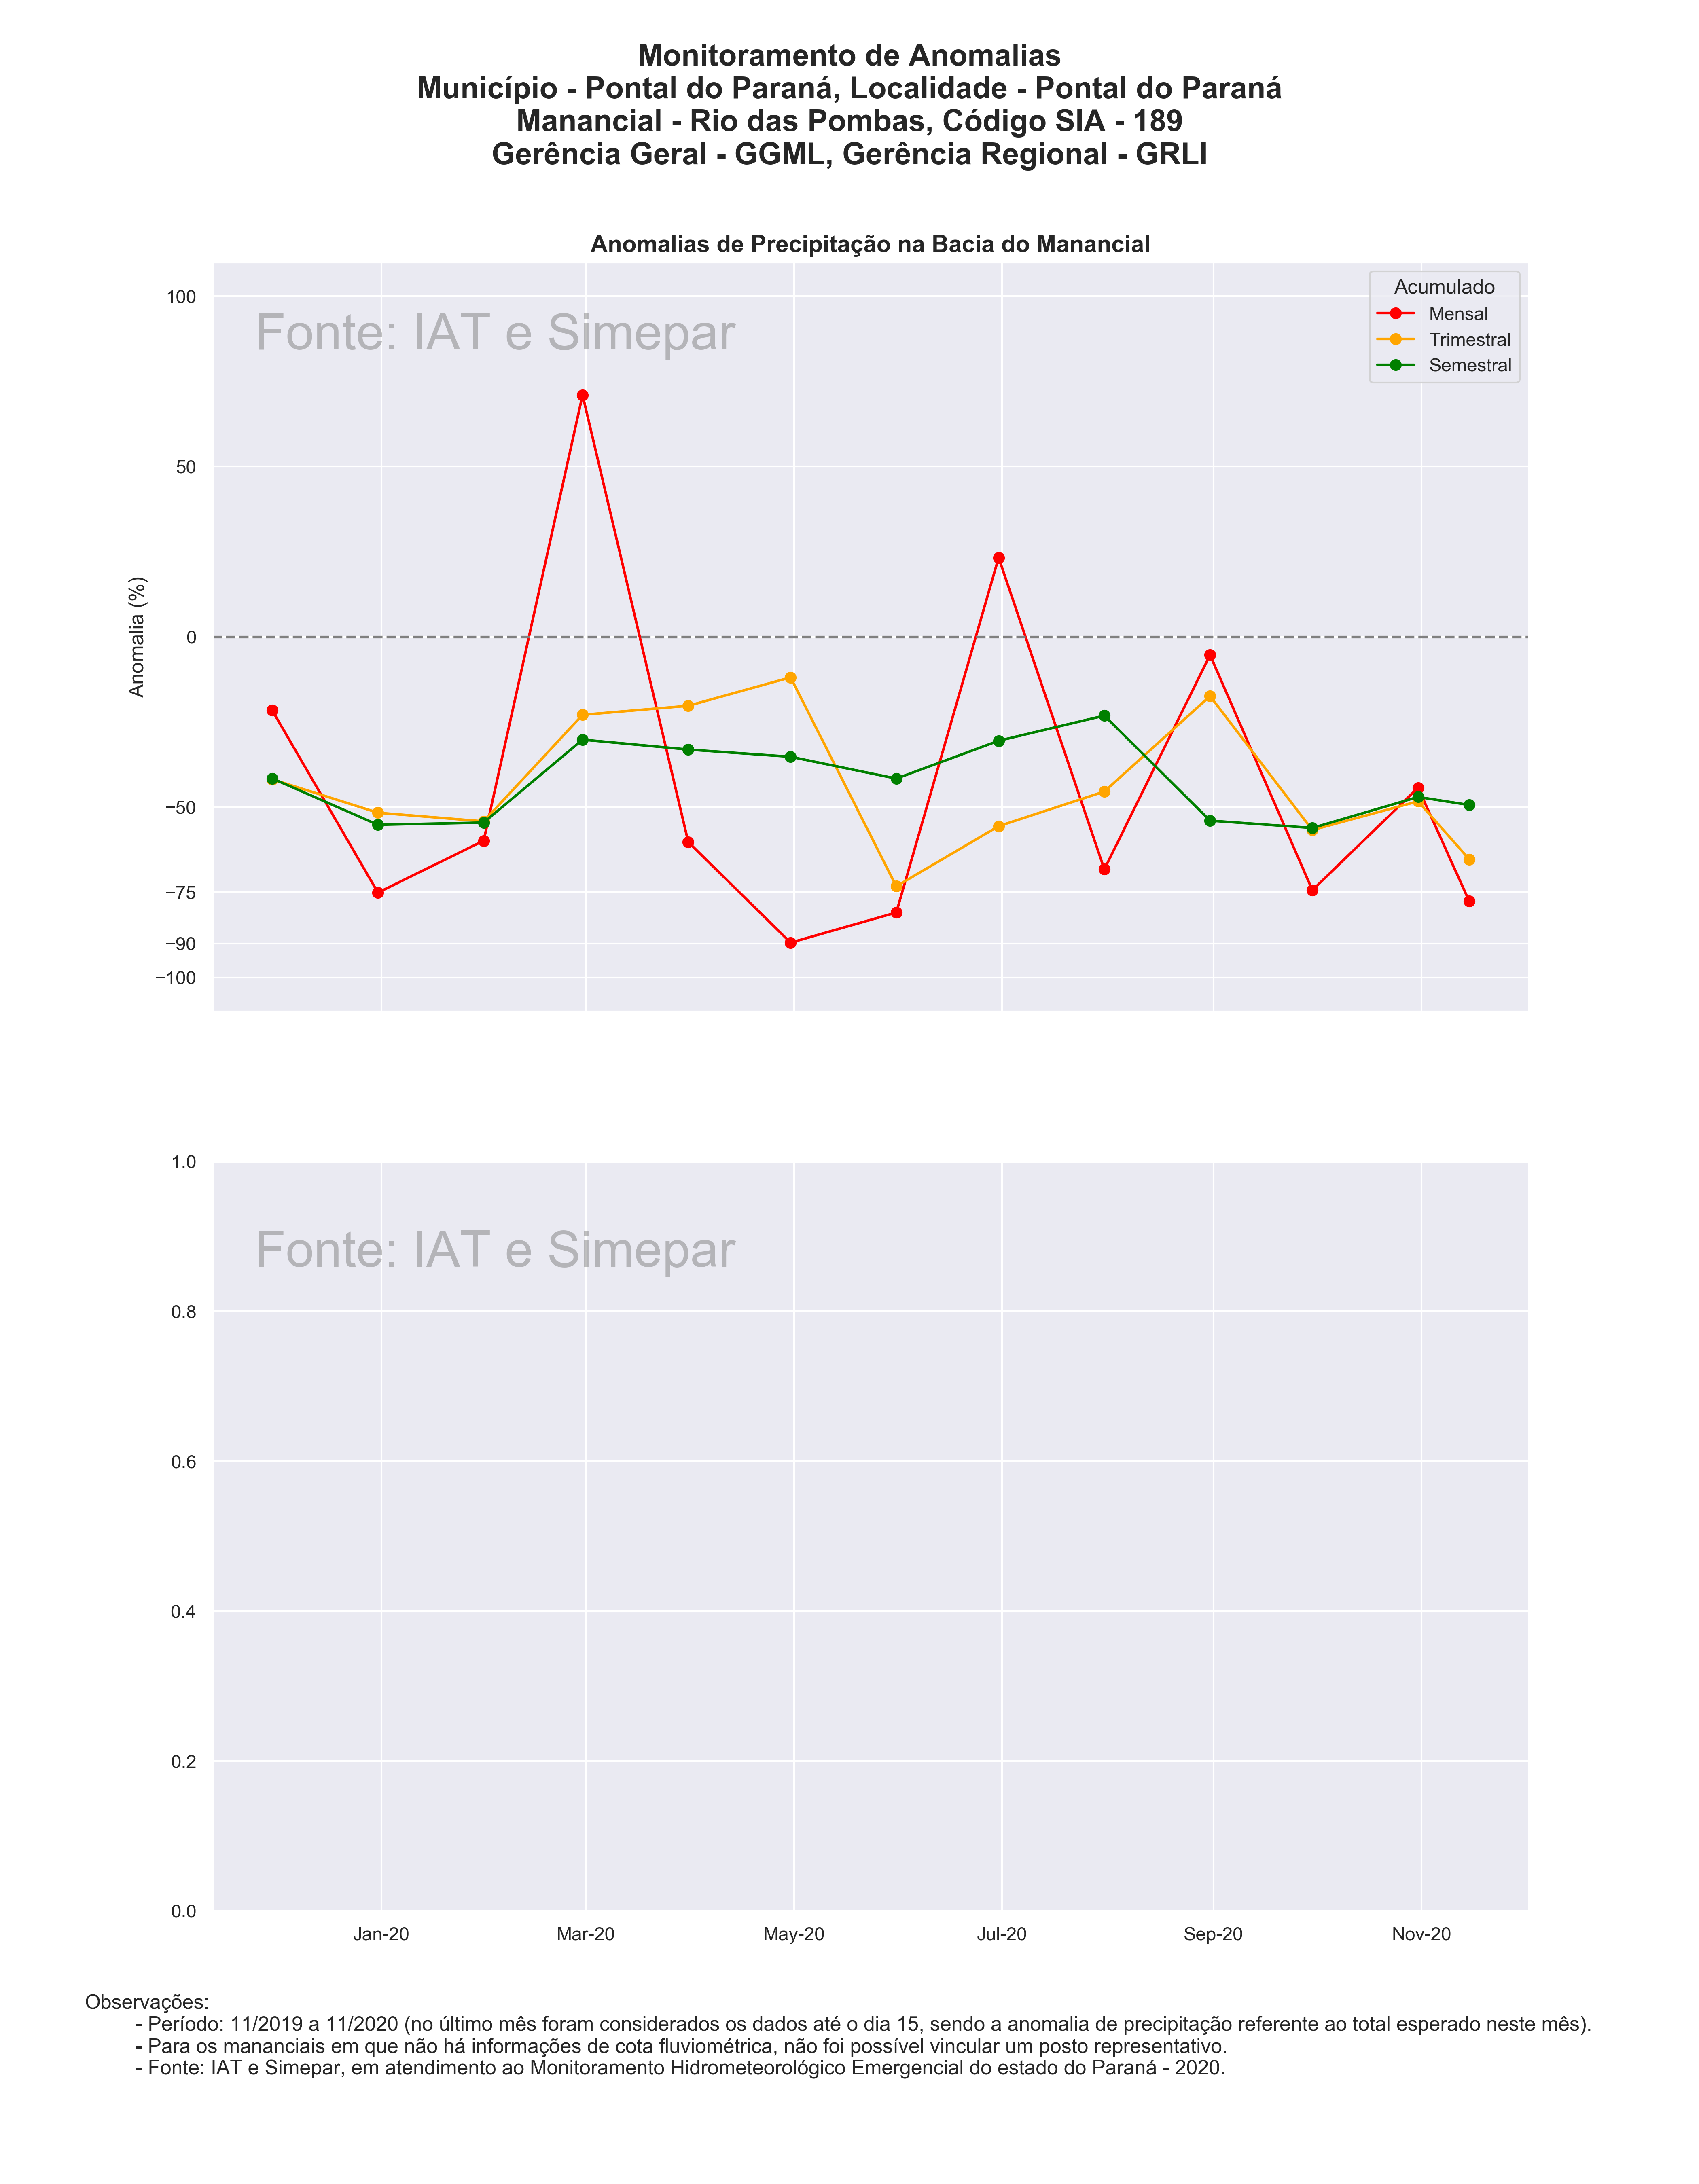 Monitoramento de Anomalias
Município - Pontal do Paraná, Localidade - Pontal do Paraná
Manancial - Rio das Pombas, Código SIA - 189
Gerência Geral - GGML, Gerência Regional - GRLI
Anomalias de Precipitação na Bacia do Manancial
Fonte: IAT e Simepar
Acumulado
Mensal
Trimestral
Semestral
Anomalia (%)
100
50
0
−50
−75
−90
−100
Fonte: IAT e Simepar
1.0
0.8
0.6
0.4
0.2
0.0
Jan-20 Mar-20 May-20 Jul-20 Sep-20 Nov-20
Observações:
- Período: 11/2019 a 11/2020 (no último mês foram considerados os dados até o dia 15, sendo a anomalia de precipitação referente ao total esperado neste mês).
- Para os mananciais em que não há informações de cota fluviométrica, não foi possível vincular um posto representativo.
- Fonte: IAT e Simepar, em atendimento ao Monitoramento Hidrometeorológico Emergencial do estado do Paraná - 2020.